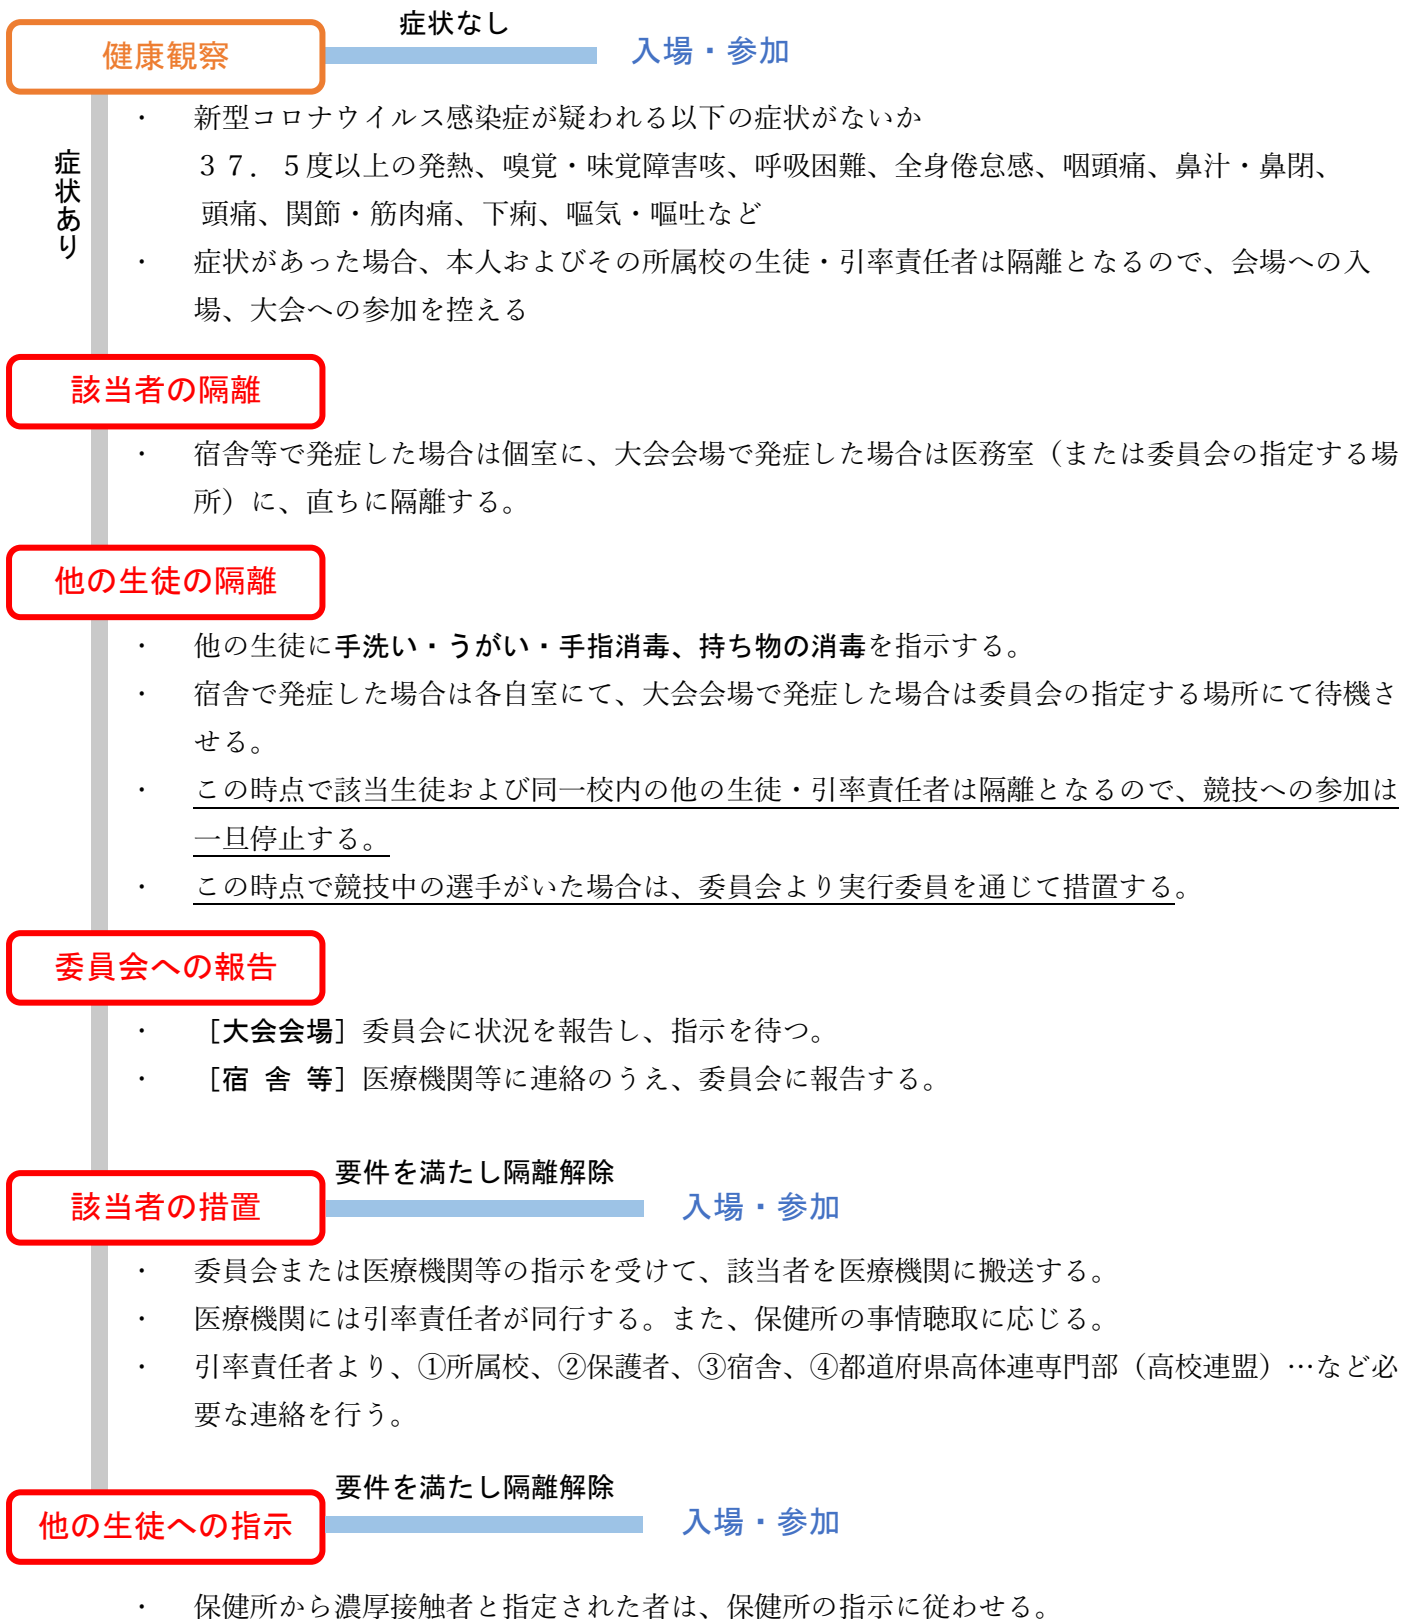 症状なし
健康観察
入場・参加
・ 新型コロナウイルス感染症が疑われる以下の症状がないか
３７．５度以上の発熱、嗅覚・味覚障害咳、呼吸困難、全身倦怠感、咽頭痛、鼻汁・鼻閉、
頭痛、関節・筋肉痛、下痢、嘔気・嘔吐など
症状あり
・ 症状があった場合、本人およびその所属校の生徒・引率責任者は隔離となるので、会場への入
場、大会への参加を控える
該当者の隔離
・ 宿舎等で発症した場合は個室に、大会会場で発症した場合は医務室（または委員会の指定する場
所）に、直ちに隔離する。
他の生徒の隔離
・ 他の生徒に手洗い・うがい・手指消毒、持ち物の消毒を指示する。
・ 宿舎で発症した場合は各自室にて、大会会場で発症した場合は委員会の指定する場所にて待機さ
せる。
・ この時点で該当生徒および同一校内の他の生徒・引率責任者は隔離となるので、競技への参加は
一旦停止する。
・ この時点で競技中の選手がいた場合は、委員会より実行委員を通じて措置する。
委員会への報告
・ ［大会会場］委員会に状況を報告し、指示を待つ。
・ ［宿 舎 等］医療機関等に連絡のうえ、委員会に報告する。
要件を満たし隔離解除
該当者の措置
入場・参加
・ 委員会または医療機関等の指示を受けて、該当者を医療機関に搬送する。
・ 医療機関には引率責任者が同行する。また、保健所の事情聴取に応じる。
・ 引率責任者より、①所属校、②保護者、③宿舎、④都道府県高体連専門部（高校連盟）…など必
要な連絡を行う。
要件を満たし隔離解除
他の生徒への指示
入場・参加
・ 保健所から濃厚接触者と指定された者は、保健所の指示に従わせる。